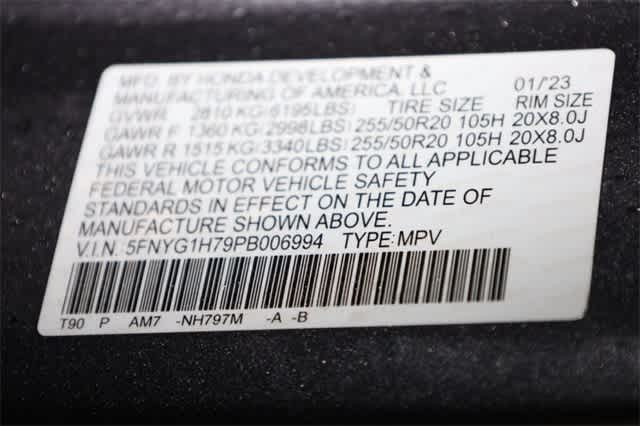 MFD. BY HONDA DEVELOPMENT &
MANUFACTURING OF AMERICA, LLC 01/'23
GVWR 2810 KG(6195LBS) TIRE SIZE RIM SIZE
GAWR F 1360 KG(2998LBS) 255/50R20 105H 20X8.0J
GAWR R 1515 KG(3340LBS) 255/50R20 105H 20X8.0J
THIS VEHICLE CONFORMS TO ALL APPLICABLE
FEDERAL MOTOR VEHICLE SAFETY
STANDARDS IN EFFECT ON THE DATE OF
MANUFACTURE SHOWN ABOVE.
V.I.N.: 5FNYG1H79PB006994 TYPE:MPV
T90 P AM7 -NH797M -A -B